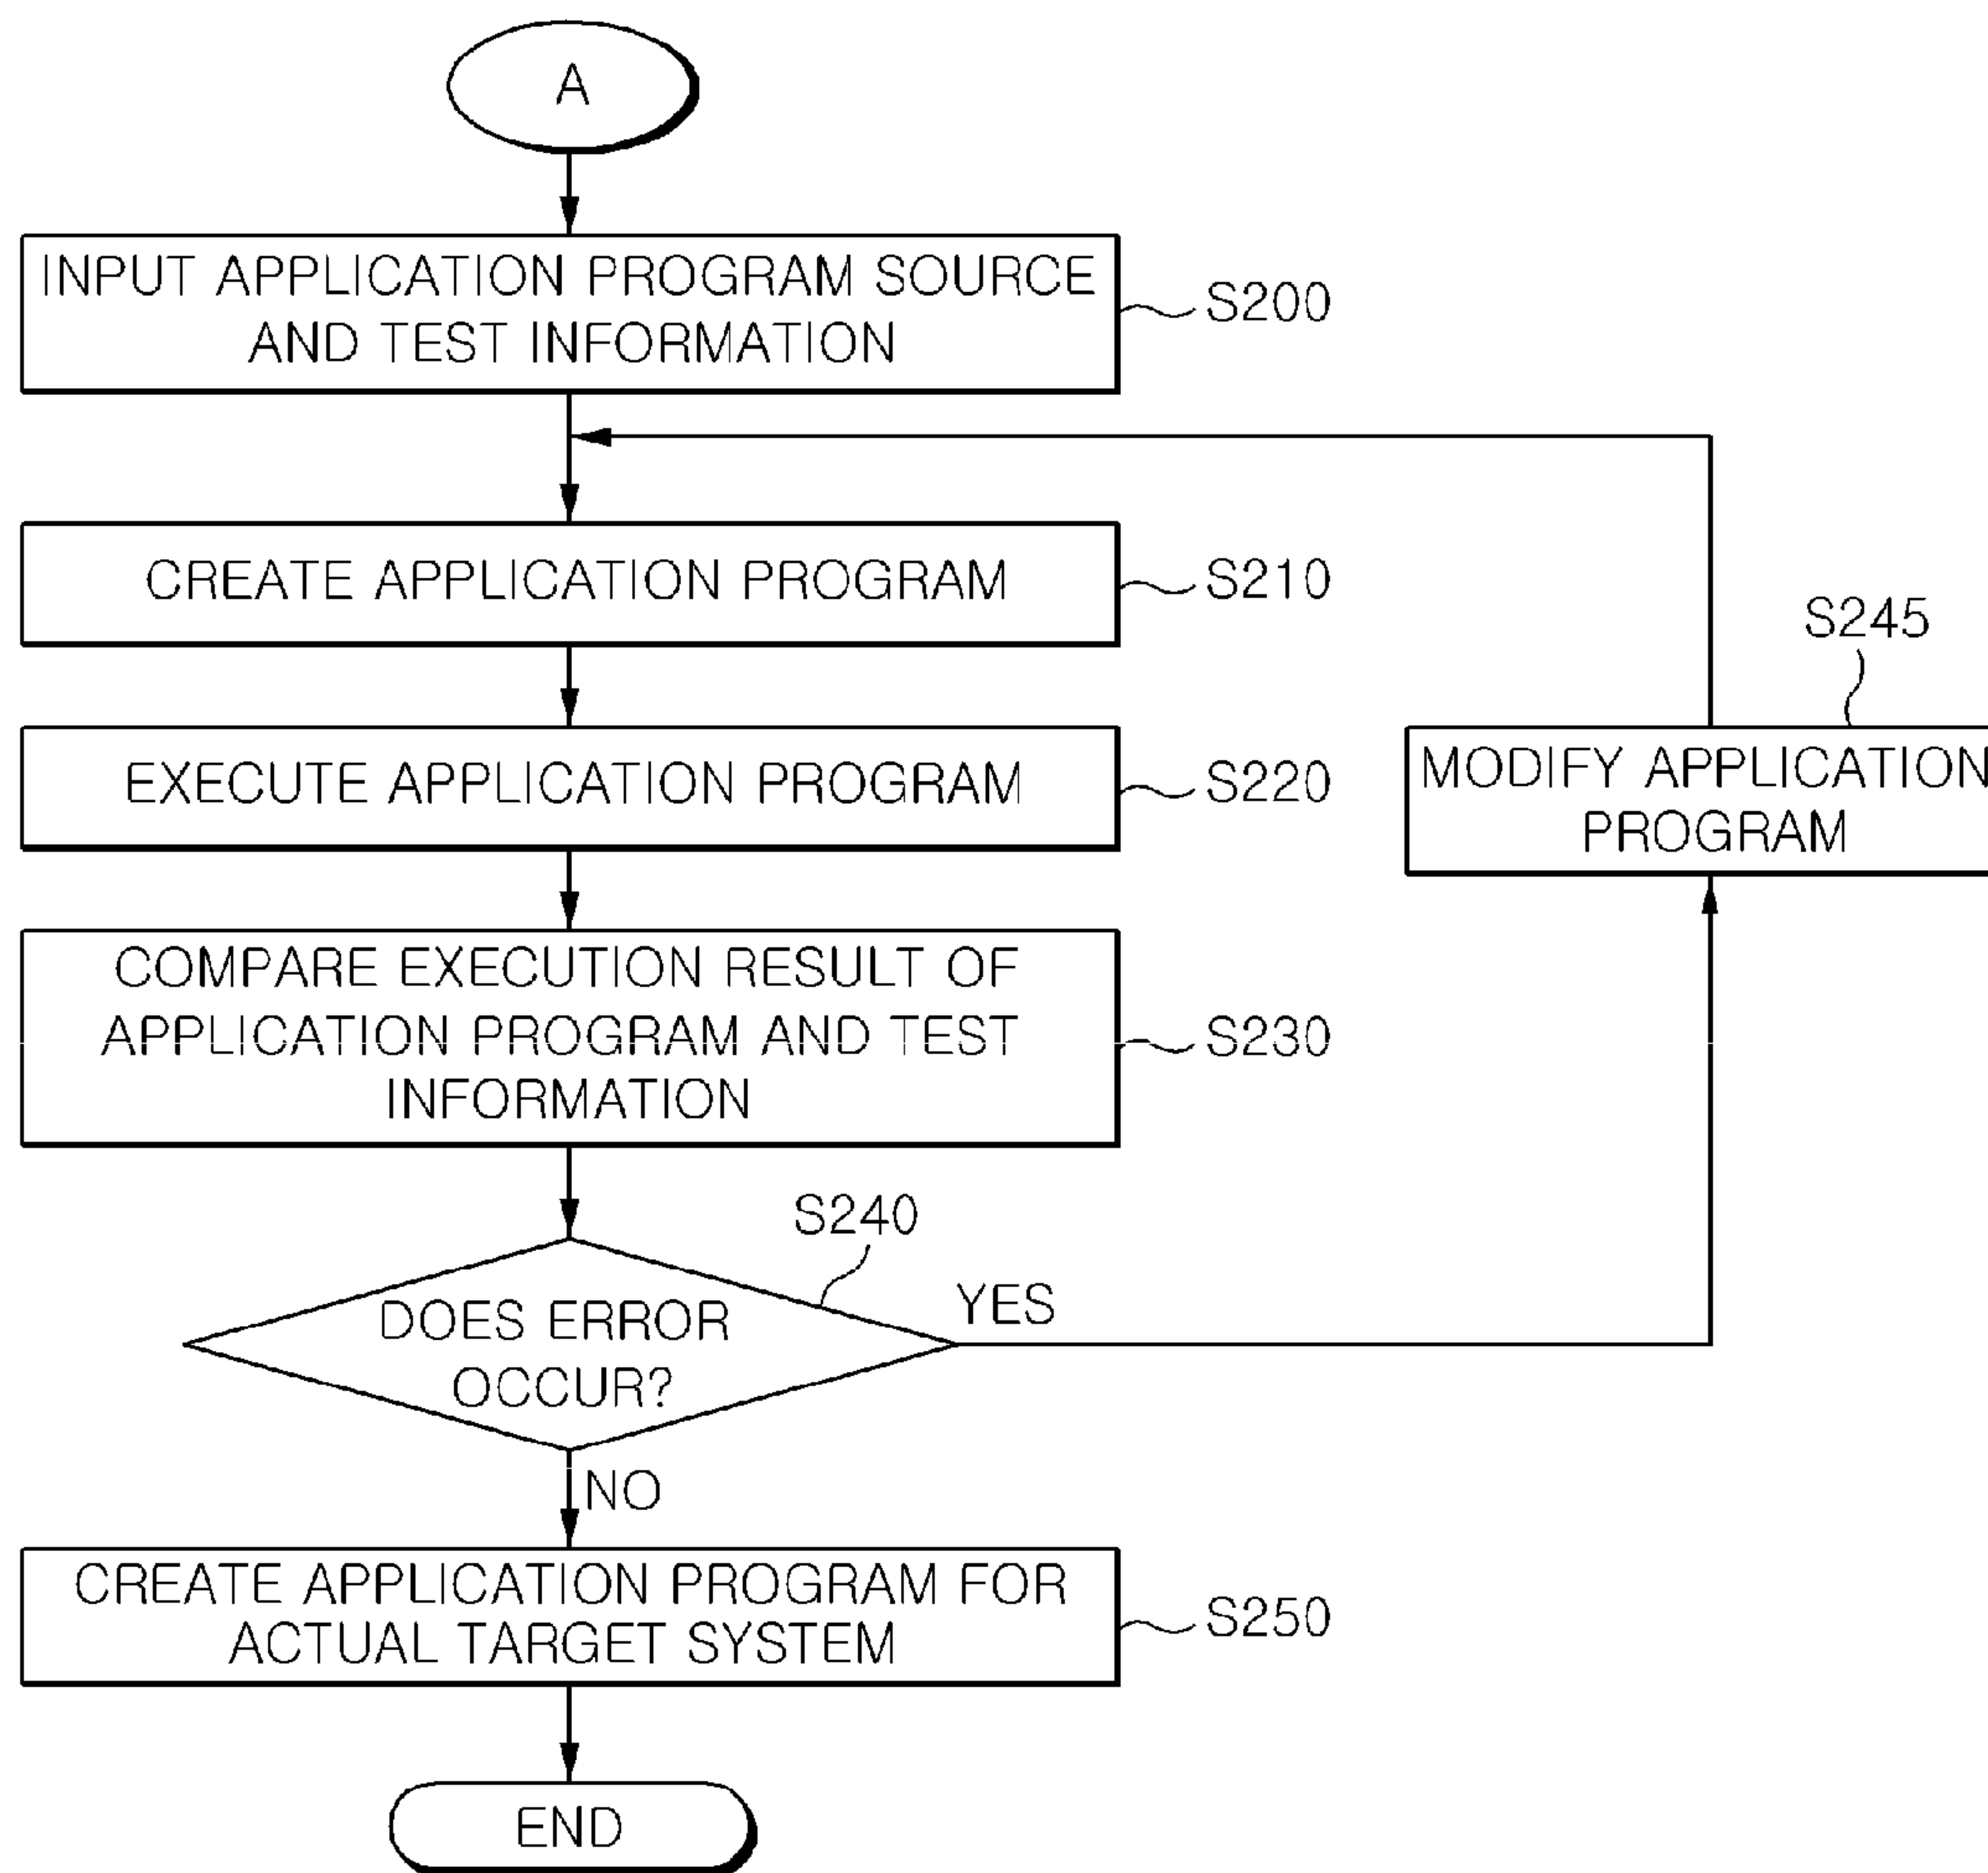 A
INPUT APPLICATION PROGRAM SOURCE
AND TEST INFORMATION
S200
CREATE APPLICATION PROGRAM
S210
S245
EXECUTE APPLICATION PROGRAM
S220
MODIFY APPLICATION
PROGRAM
COMPARE EXECUTION RESULT OF
APPLICATION PROGRAM AND TEST
INFORMATION
S230
S240
DOES ERROR
OCCUR?
YES
NO
CREATE APPLICATION PROGRAM FOR
ACTUAL TARGET SYSTEM
S250
END